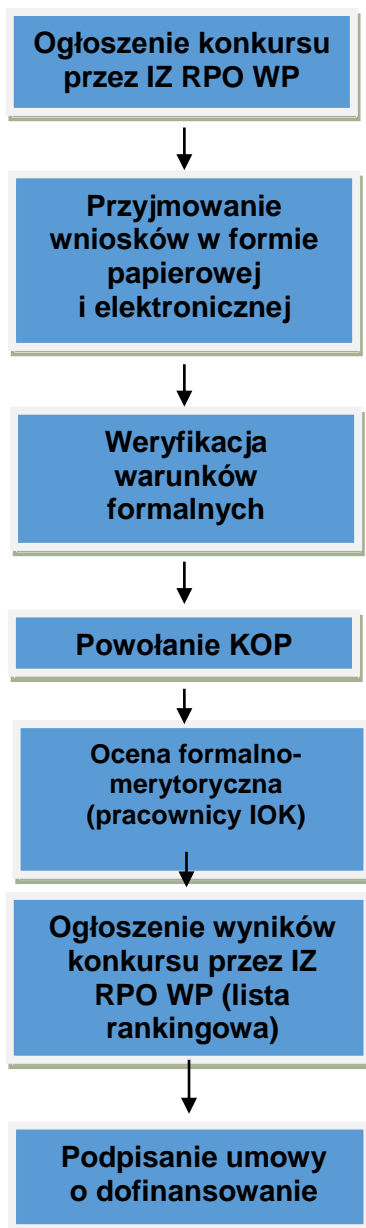 Ogłoszenie konkursu
przez IZ RPO WP
Przyjmowanie
wniosków w formie
papierowej
i elektronicznej
Weryfikacja
warunków
formalnych
Powołanie KOP
Ocena formalno-
merytoryczna
(pracownicy IOK)
Ogłoszenie wyników
konkursu przez IZ
RPO WP (lista
rankingowa)
Podpisanie umowy
o dofinansowanie